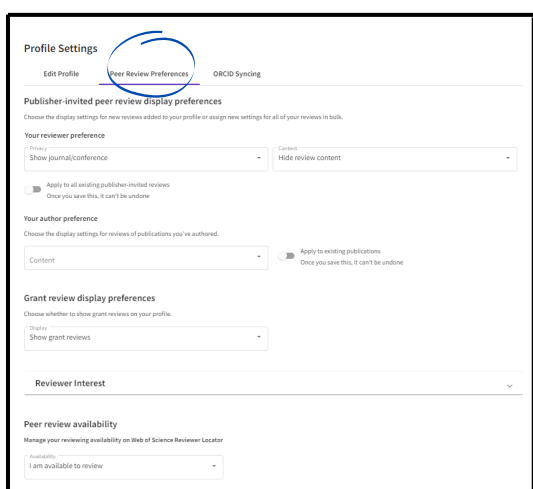 Profile Settings
Edit Profile Peer Review Preferences ORCID Syncing
Publisher-invited peer review display preferences
Choose the display settings for new reviews added to your profile or assign new settings for all of your reviews in bulk.
Your reviewer preference
Privacy Content
Show journal/conference Hide review content
Apply to all existing publisher-invited reviews
Once you save this, it can't be undone
Your author preference
Choose the display settings for reviews of publications you've authored.
Content
Apply to existing publications
Once you save this, it can't be undone
Grant review display preferences
Choose whether to show grant reviews on your profile.
Display
Show grant reviews
Reviewer Interest
Peer review availability
Manage your reviewing availability on Web of Science Reviewer Locator
Availability
I am available to review